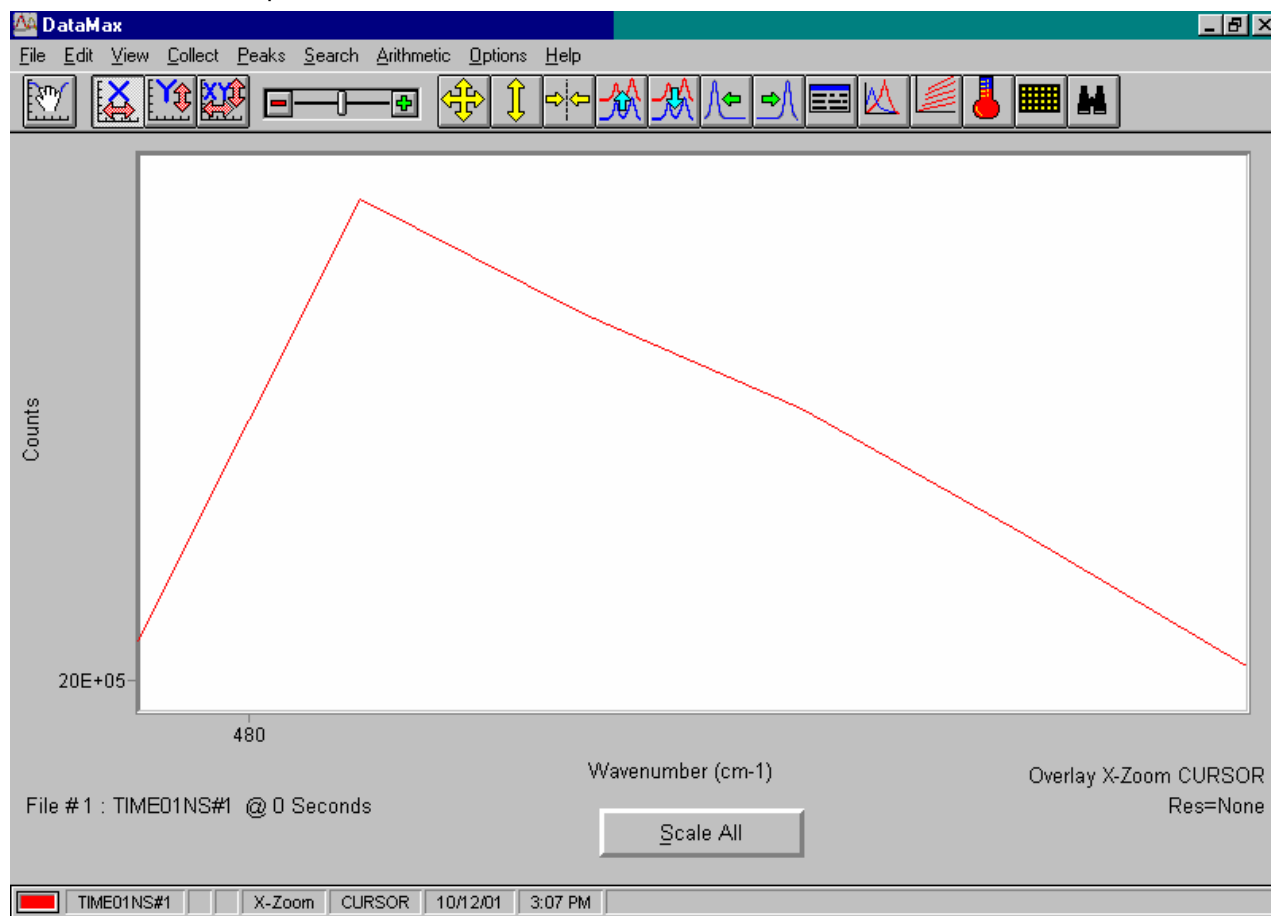 DataMax
File Edit View Collect Peaks Search Arithmetic Options Help
X Y XY
Counts
20E+05
480
Wavenumber (cm-1)
Overlay X-Zoom CURSOR
File # 1 : TIME01NS#1 @ 0 Seconds
Res=None
Scale All
TIME01NS#1 X-Zoom CURSOR 10/12/01 3:07 PM